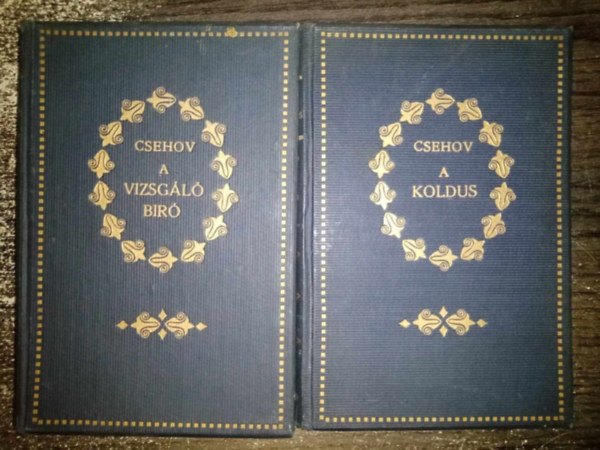 CSEHOV
A
VIZSGÁLÓ
BIRÓ
CSEHOV
A
KOLDUS